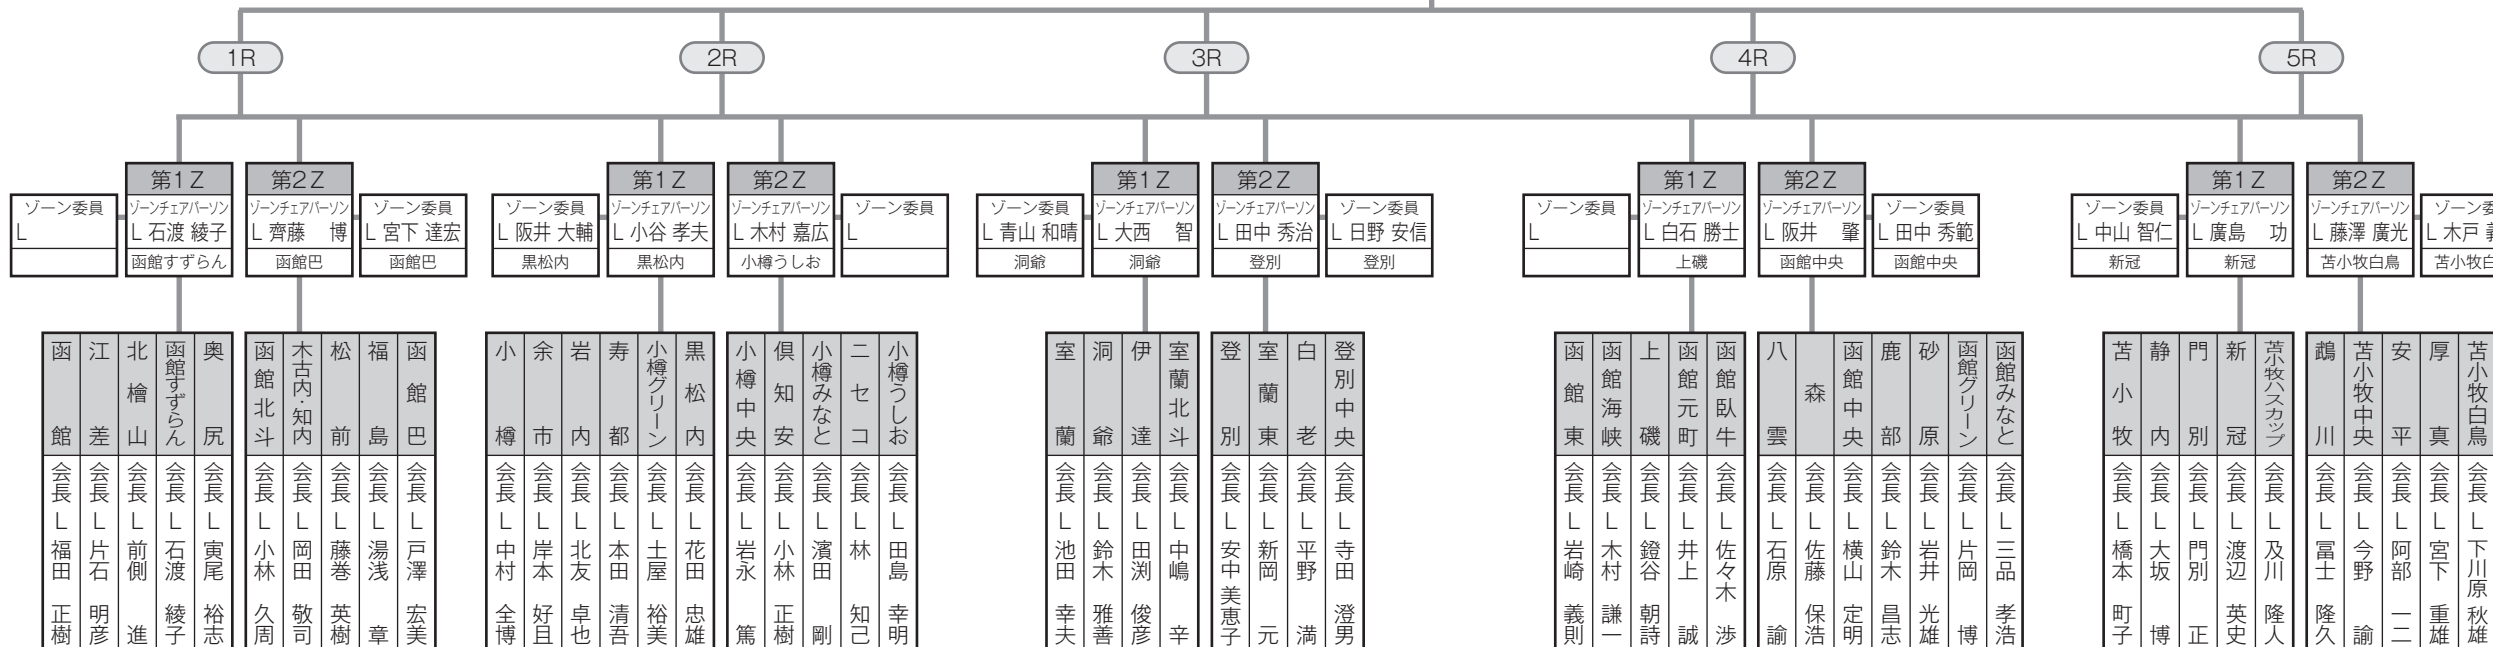 1R
2R
3R
4R
5R
第1Z
第2Z
第1Z
第2Z
第1Z
第2Z
第1Z
第2Z
第1Z
第2Z
ゾーン委員
L
ゾーンチェアパーソン
L 石渡 綾子
函館すずらん
ゾーンチェアパーソン
L 齊藤 博
函館巴
ゾーン委員
L 宮下 達宏
函館巴
ゾーン委員
L 阪井 大輔
黒松内
ゾーンチェアパーソン
L 小谷 孝夫
黒松内
ゾーンチェアパーソン
L 木村 嘉広
小樽うしお
ゾーン委員
L
ゾーン委員
L 青山 和晴
洞爺
ゾーンチェアパーソン
L 大西 智
洞爺
ゾーンチェアパーソン
L 田中 秀治
登別
ゾーン委員
L 日野 安信
登別
ゾーン委員
L
ゾーンチェアパーソン
L 白石 勝士
上磯
ゾーンチェアパーソン
L 阪井 肇
函館中央
ゾーン委員
L 田中 秀範
函館中央
ゾーン委員
L 中山 智仁
新冠
ゾーンチェアパーソン
L 廣島 功
新冠
ゾーンチェアパーソン
L 藤澤 廣光
苫小牧白鳥
ゾーン委
L 木戸
苫小牧白
函館 会長 L 福田 正樹
江差 会長 L 片石 明彦
北檜山 会長 L 前側 進
函館すずらん 会長 L 石渡 綾子
奥尻 会長 L 寅尾 裕志
函館北斗 会長 L 小林 久周
木古内・知内 会長 L 岡田 敬司
松前 会長 L 藤巻 英樹
福島 会長 L 湯浅 章
函館巴 会長 L 戸澤 宏美
小樽 会長 L 中村 全博
余市 会長 L 岸本 好且
岩内 会長 L 北友 卓也
寿都 会長 L 本田 清吾
小樽グリーン 会長 L 土屋 裕美
黒松内 会長 L 花田 忠雄
小樽中央 会長 L 岩永 篤
倶知安 会長 L 小林 正樹
小樽みなと 会長 L 濱田 剛
ニセコ 会長 L 林 知己
小樽うしお 会長 L 田島 幸明
室蘭 会長 L 池田 幸夫
洞爺 会長 L 鈴木 雅善
伊達 会長 L 田渕 俊彦
室蘭北斗 会長 L 中嶋 辛
登別 会長 L 安中 美恵子
室蘭東 会長 L 新岡 元
白老 会長 L 平野 満
登別中央 会長 L 寺田 澄男
函館東 会長 L 岩崎 義則
函館海峡 会長 L 木村 謙一
上磯 会長 L 鐙谷 朝詩
函館元町 会長 L 井上 誠
函館臥牛 会長 L 佐々木 渉
八雲 会長 L 石原 諭
森 会長 L 佐藤 保浩
函館中央 会長 L 横山 定明
鹿部 会長 L 鈴木 昌志
砂原 会長 L 岩井 光雄
函館グリーン 会長 L 片岡 博
函館みなと 会長 L 三品 孝浩
苫小牧 会長 L 橋本 町子
静内 会長 L 大坂 博
門別 会長 L 門別 正
新冠 会長 L 渡辺 英史
苫小牧ハスカップ 会長 L 及川 隆人
鵡川 会長 L 冨士 隆久
苫小牧中央 会長 L 今野 諭
安平 会長 L 阿部 一二
厚真 会長 L 宮下 重雄
苫小牧白鳥 会長 L 下川原 秋雄